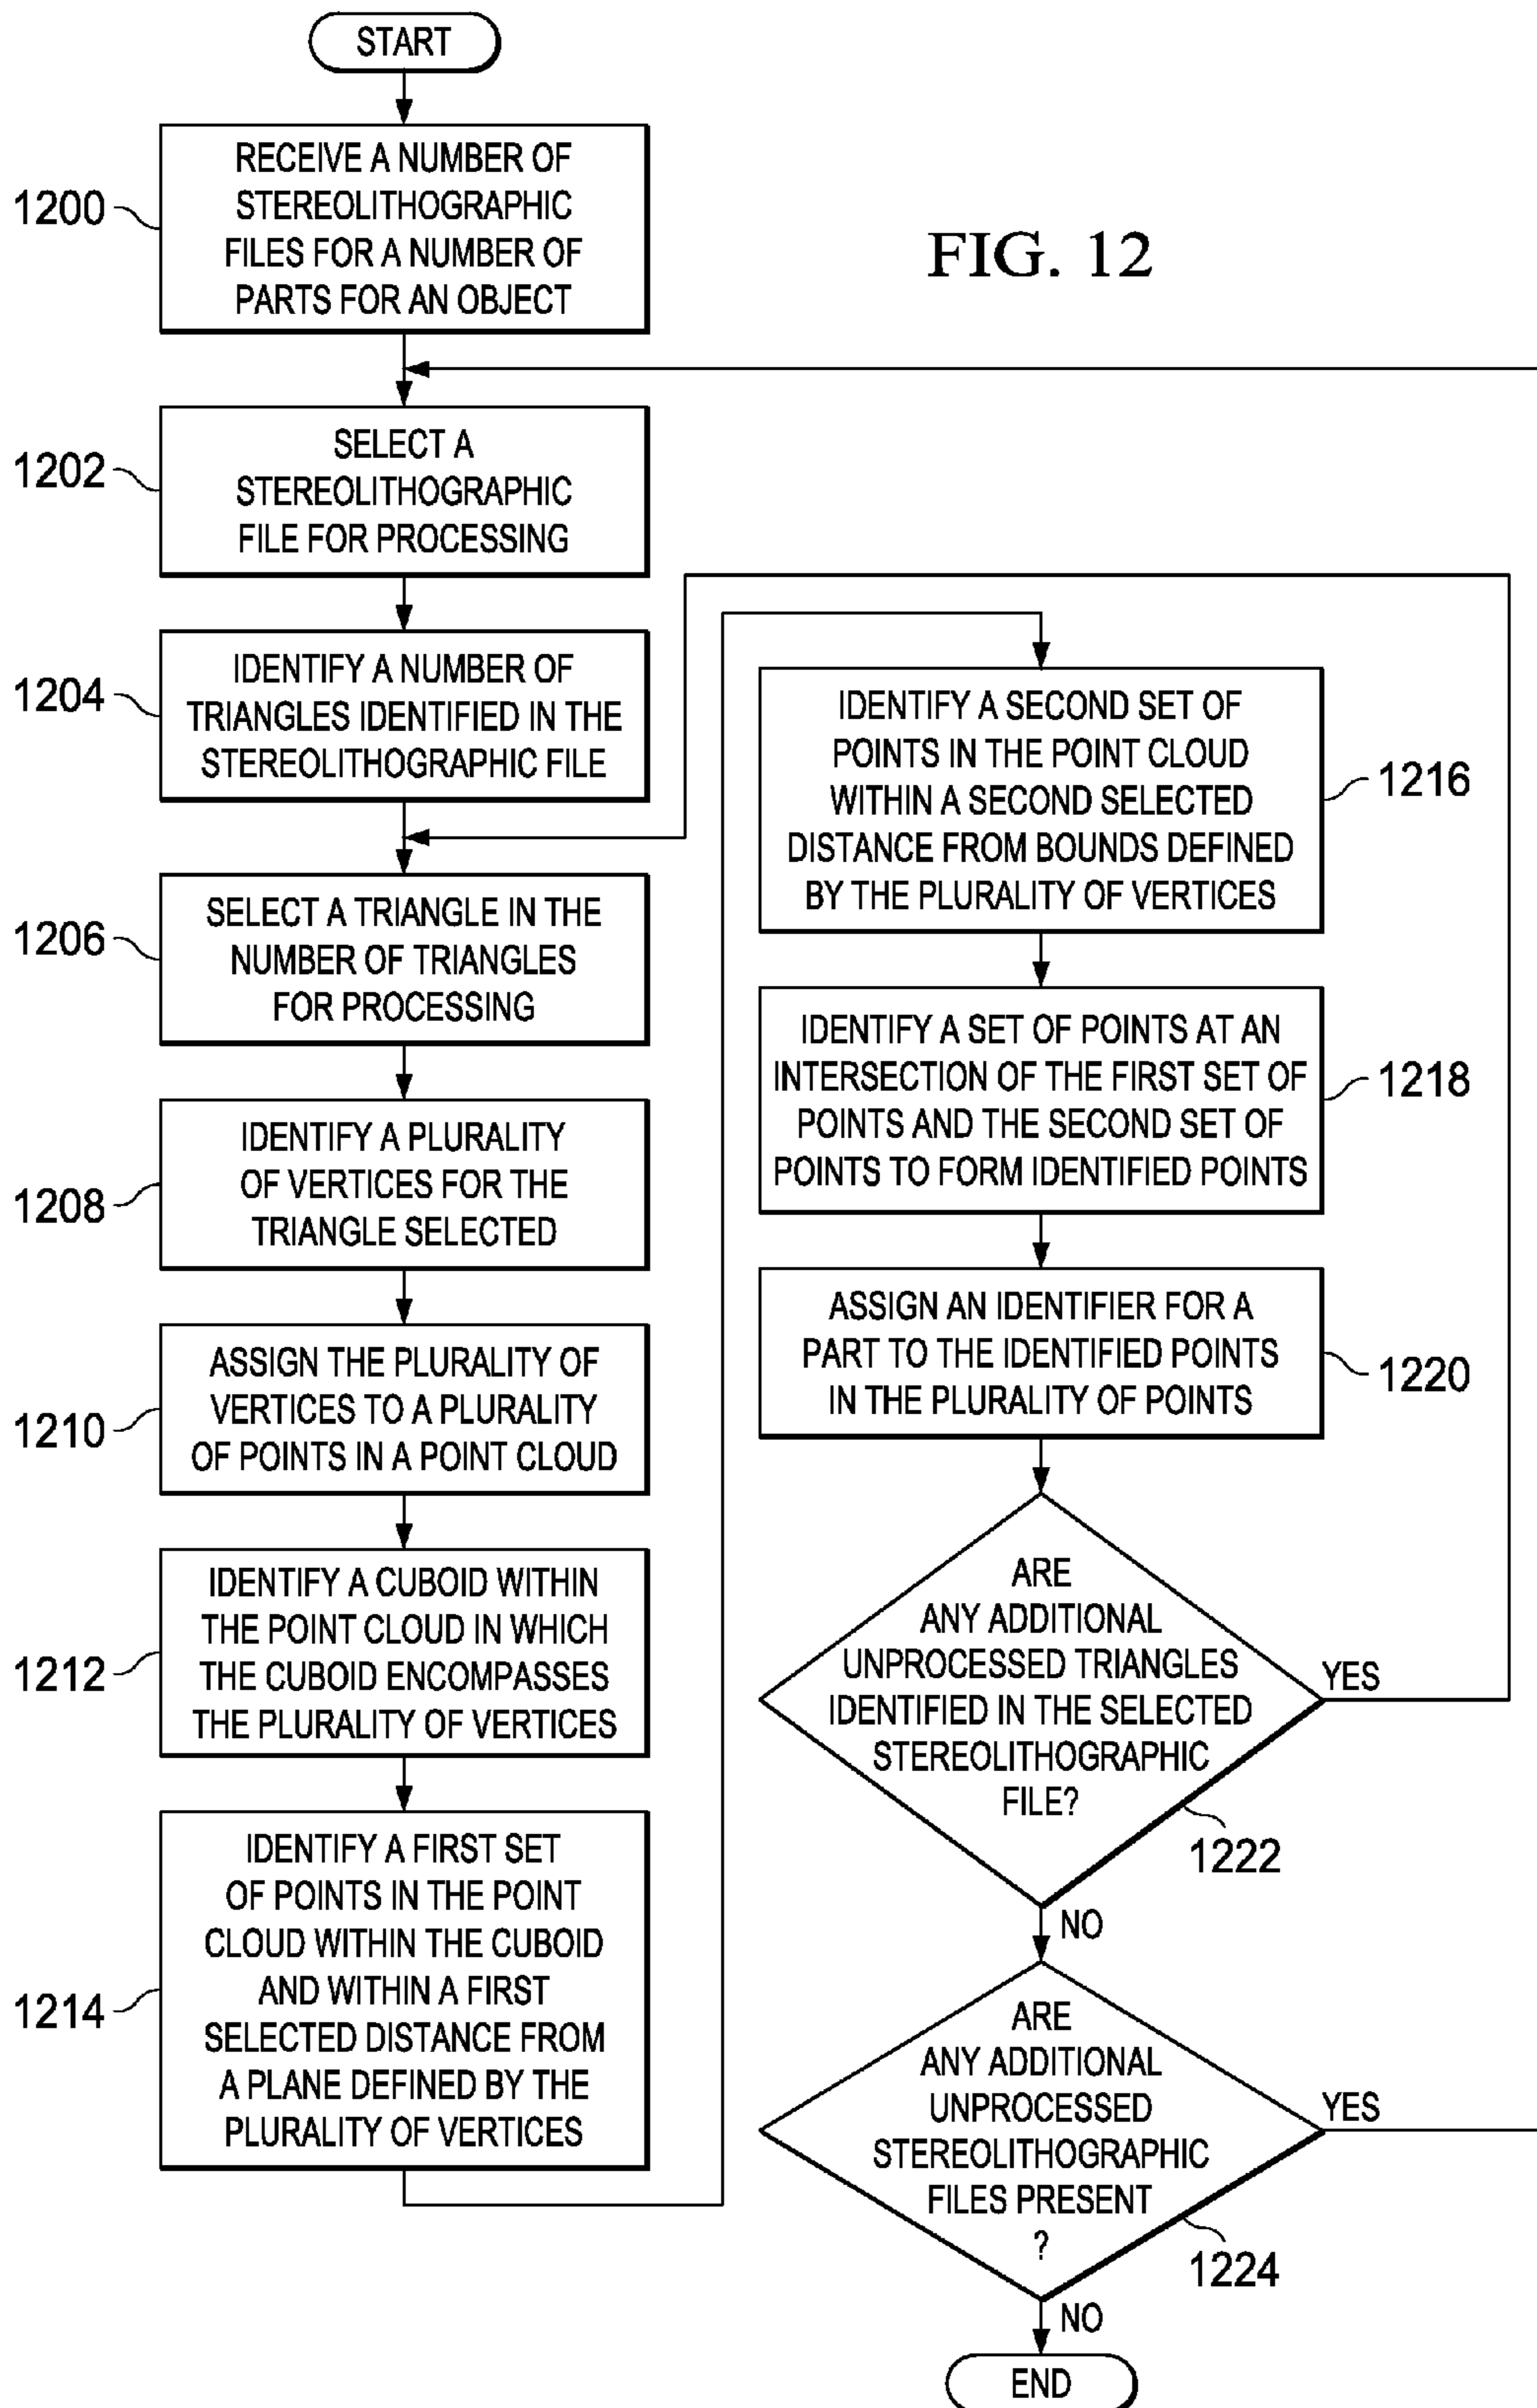 START
RECEIVE A NUMBER OF
STEREOLITHOGRAPHIC
FILES FOR A NUMBER OF
PARTS FOR AN OBJECT
1200
FIG. 12
SELECT A
STEREOLITHOGRAPHIC
FILE FOR PROCESSING
1202
IDENTIFY A NUMBER OF
TRIANGLES IDENTIFIED IN THE
STEREOLITHOGRAPHIC FILE
1204
SELECT A TRIANGLE IN THE
NUMBER OF TRIANGLES
FOR PROCESSING
1206
IDENTIFY A PLURALITY
OF VERTICES FOR THE
TRIANGLE SELECTED
1208
ASSIGN THE PLURALITY OF
VERTICES TO A PLURALITY
OF POINTS IN A POINT CLOUD
1210
IDENTIFY A CUBOID WITHIN
THE POINT CLOUD IN WHICH
THE CUBOID ENCOMPASSES
THE PLURALITY OF VERTICES
1212
IDENTIFY A FIRST SET
OF POINTS IN THE POINT
CLOUD WITHIN THE CUBOID
AND WITHIN A FIRST
SELECTED DISTANCE FROM
A PLANE DEFINED BY THE
PLURALITY OF VERTICES
1214
IDENTIFY A SECOND SET OF
POINTS IN THE POINT CLOUD
WITHIN A SECOND SELECTED
DISTANCE FROM BOUNDS DEFINED
BY THE PLURALITY OF VERTICES
1216
IDENTIFY A SET OF POINTS AT AN
INTERSECTION OF THE FIRST SET OF
POINTS AND THE SECOND SET OF
POINTS TO FORM IDENTIFIED POINTS
1218
ASSIGN AN IDENTIFIER FOR A
PART TO THE IDENTIFIED POINTS
IN THE PLURALITY OF POINTS
1220
ARE
ANY ADDITIONAL
UNPROCESSED TRIANGLES
IDENTIFIED IN THE SELECTED
STEREOLITHOGRAPHIC
FILE?
YES
1222
NO
ARE
ANY ADDITIONAL
UNPROCESSED
STEREOLITHOGRAPHIC
FILES PRESENT
?
YES
1224
NO
END